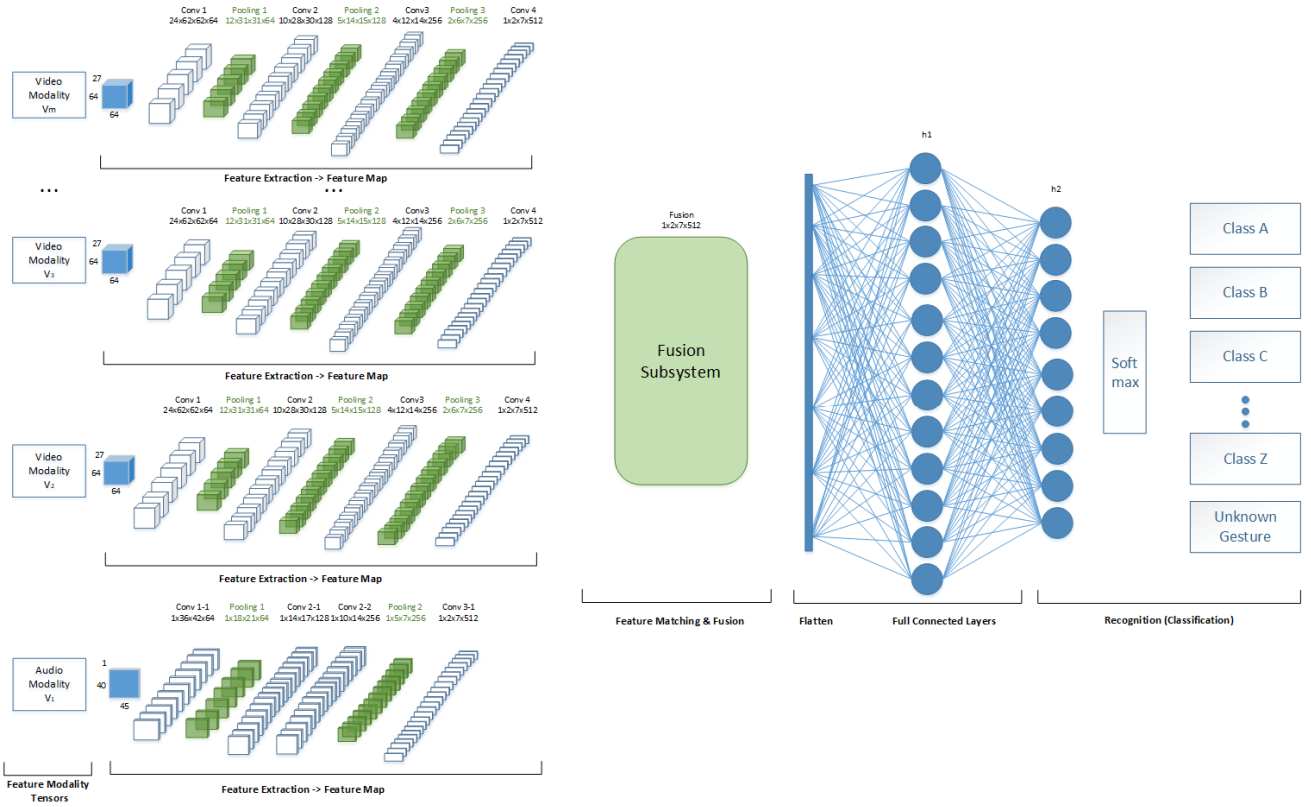 Conv 1 Pooling 1 Conv 2 Pooling 2 Conv3 Pooling 3 Conv 4
24x62x62x64 12x31x31x64 10x28x30x128 5x14x15x128 4x12x14x256 2x6x7x256 1x2x7x512
Video
Modality
Vm
27
64
64
Feature Extraction -> Feature Map
... ...
Conv 1 Pooling 1 Conv 2 Pooling 2 Conv3 Pooling 3 Conv 4
24x62x62x64 12x31x31x64 10x28x30x128 5x14x15x128 4x12x14x256 2x6x7x256 1x2x7x512
Video
Modality
V3
27
64
64
Feature Extraction -> Feature Map
Conv 1 Pooling 1 Conv 2 Pooling 2 Conv3 Pooling 3 Conv 4
24x62x62x64 12x31x31x64 10x28x30x128 5x14x15x128 4x12x14x256 2x6x7x256 1x2x7x512
Video
Modality
V2
27
64
64
Feature Extraction -> Feature Map
Conv 1-1 Pooling 1 Conv 2-1 Conv 2-2 Pooling 2 Conv 3-1
1x36x42x64 1x18x21x64 1x14x17x128 1x10x14x256 1x5x7x256 1x2x7x512
Audio
Modality
V1
1
40
45
Feature Modality
Tensors
Feature Extraction -> Feature Map
Fusion
1x2x7x512
Fusion
Subsystem
Feature Matching & Fusion
h1
h2
Flatten
Full Connected Layers
Soft
max
Class A
Class B
Class C
Class Z
Unknown
Gesture
Recognition (Classification)